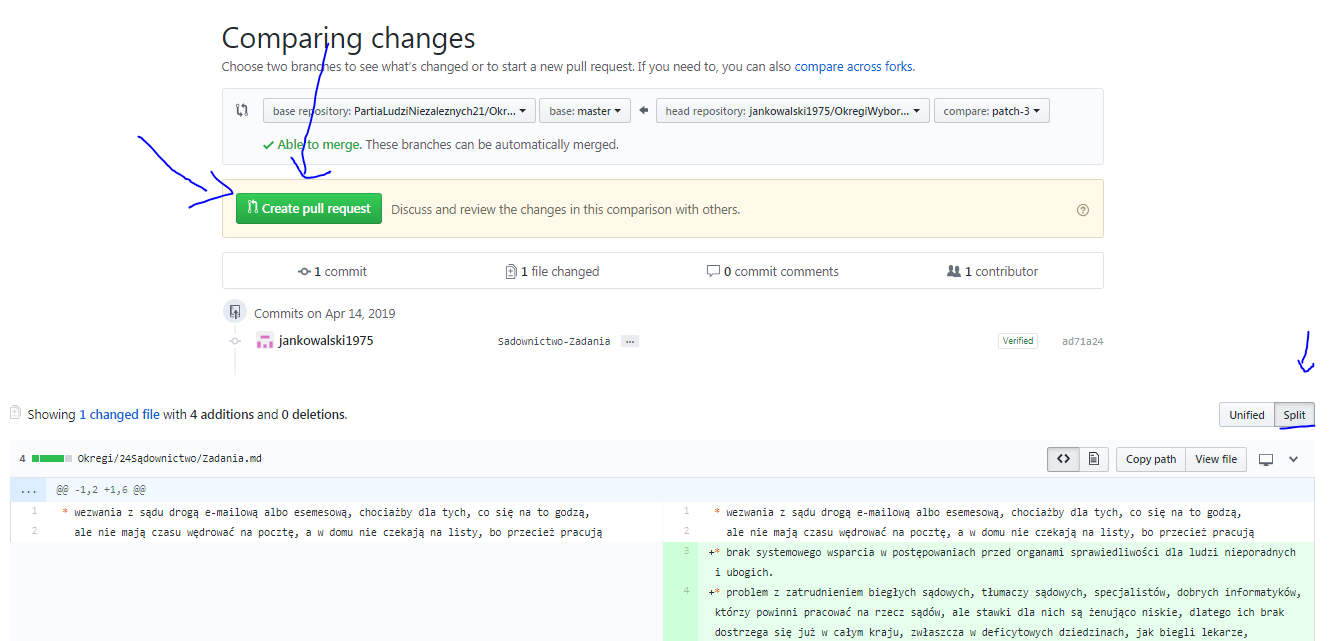 Comparing changes
Choose two branches to see what's changed or to start a new pull request. If you need to, you can also compare across forks.
base repository: PartiaLudziNiezaleznych21/Okr... base: master head repository: jankowalski1975/OkregiWybor... compare: patch-3
Able to merge. These branches can be automatically merged.
Create pull request Discuss and review the changes in this comparison with others.
1 commit 1 file changed 0 commit comments 1 contributor
Commits on Apr 14, 2019
jankowalski1975 Sadownictwo-Zadania ... Verified ad71a24
Showing 1 changed file with 4 additions and 0 deletions. Unified Split
4 Okregi/24Sądownictwo/Zadania.md <> Copy path View file
... @@ -1,2 +1,6 @@
1 * wezwania z sądu drogą e-mailową albo esemesową, chociażby dla tych, co się na to godzą, 1 * wezwania z sądu drogą e-mailową albo esemesową, chociażby dla tych, co się na to godzą,
2 ale nie mają czasu wędrować na pocztę, a w domu nie czekają na listy, bo przecież pracują 2 ale nie mają czasu wędrować na pocztę, a w domu nie czekają na listy, bo przecież pracują
3 +* brak systemowego wsparcia w postępowaniach przed organami sprawiedliwości dla ludzi nieporadnych
i ubogich.
4 +* problem z zatrudnieniem biegłych sądowych, tłumaczy sądowych, specjalistów, dobrych informatyków,
którzy powinni pracować na rzecz sądów, ale stawki dla nich są żenująco niskie, dlatego ich brak
dostrzega się już w całym kraju, zwłaszcza w deficytowych dziedzinach, jak biegli lekarze,